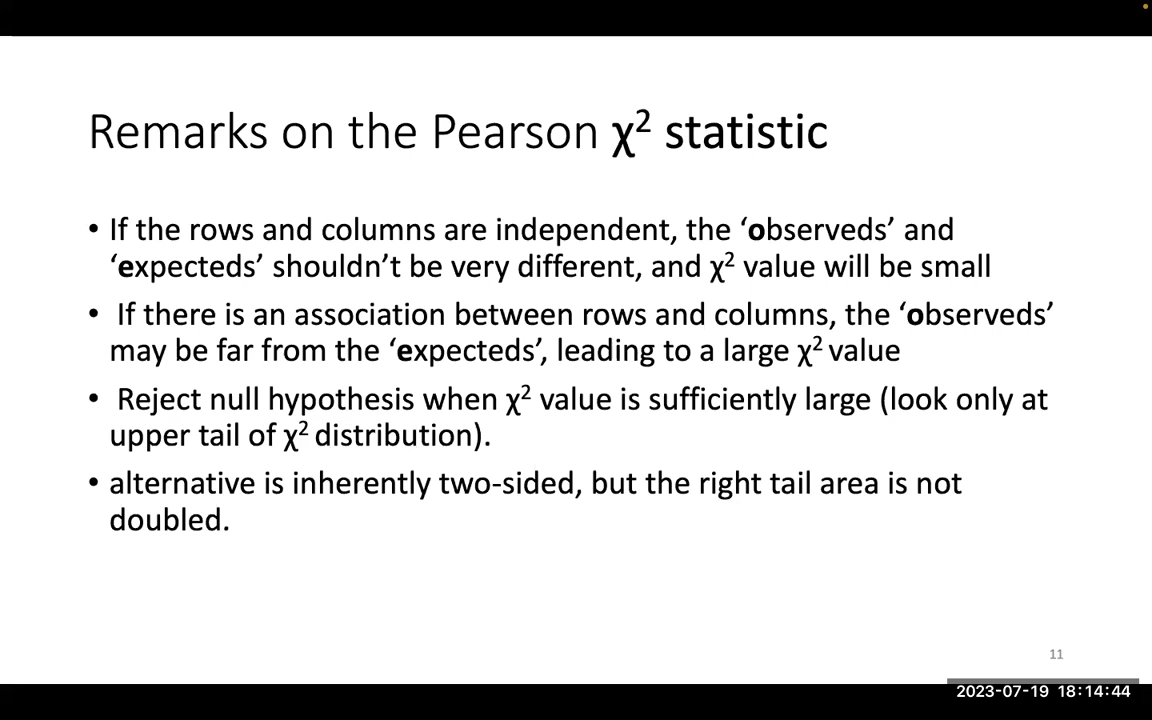 Remarks on the Pearson χ² statistic
• If the rows and columns are independent, the ‘observeds’ and
‘expecteds’ shouldn’t be very different, and χ² value will be small
• If there is an association between rows and columns, the ‘observeds’
may be far from the ‘expecteds’, leading to a large χ² value
• Reject null hypothesis when χ² value is sufficiently large (look only at
upper tail of χ² distribution).
• alternative is inherently two-sided, but the right tail area is not
doubled.
11
2023-07-19 18:14:44